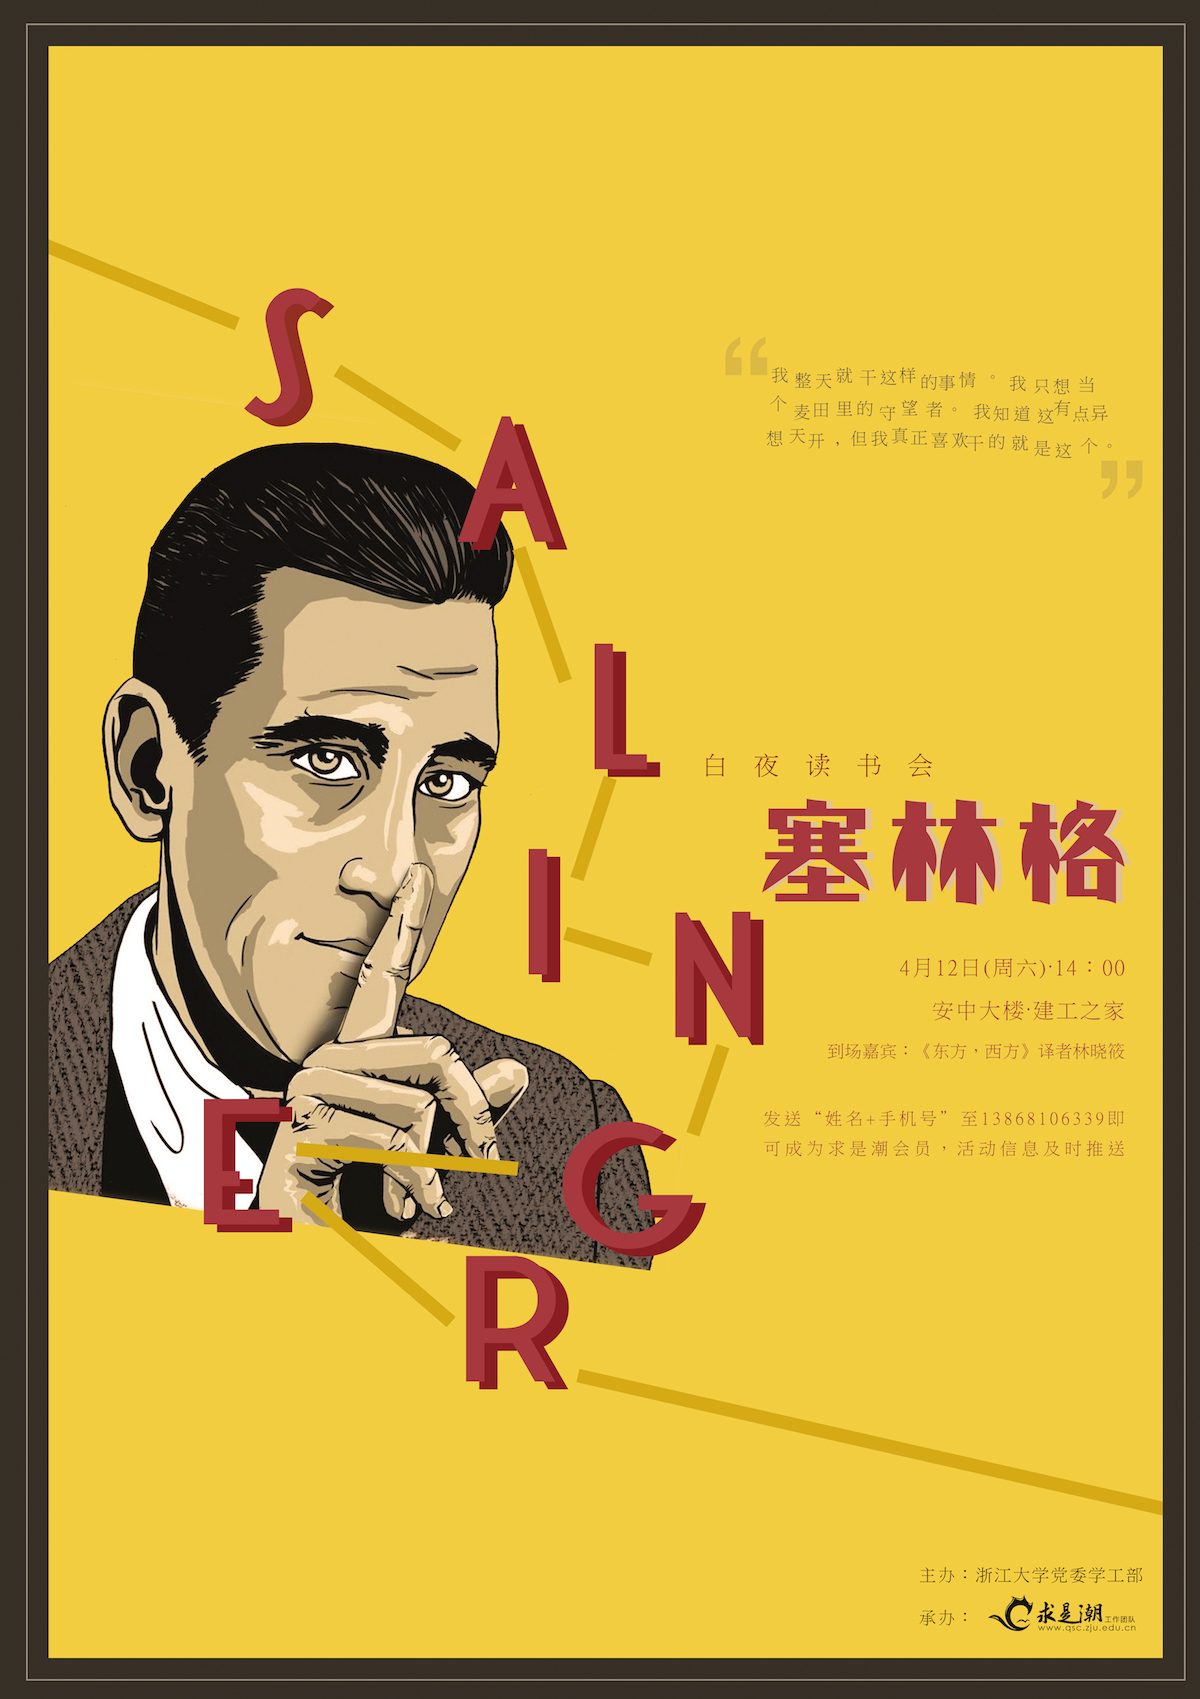 SALINGER
我整天就干这样的事情。我只想当
个麦田里的守望者。我知道这有点异
想天开，但我真正喜欢干的就是这个。
白夜读书会
塞林格
4月12日(周六)·14：00
安中大楼·建工之家
到场嘉宾：《东方，西方》译者林晓筱
发送“姓名+手机号”至13868106339即
可成为求是潮会员，活动信息及时推送
主办：浙江大学党委学工部
承办：求是潮工作团队
www.qsc.zju.edu.cn